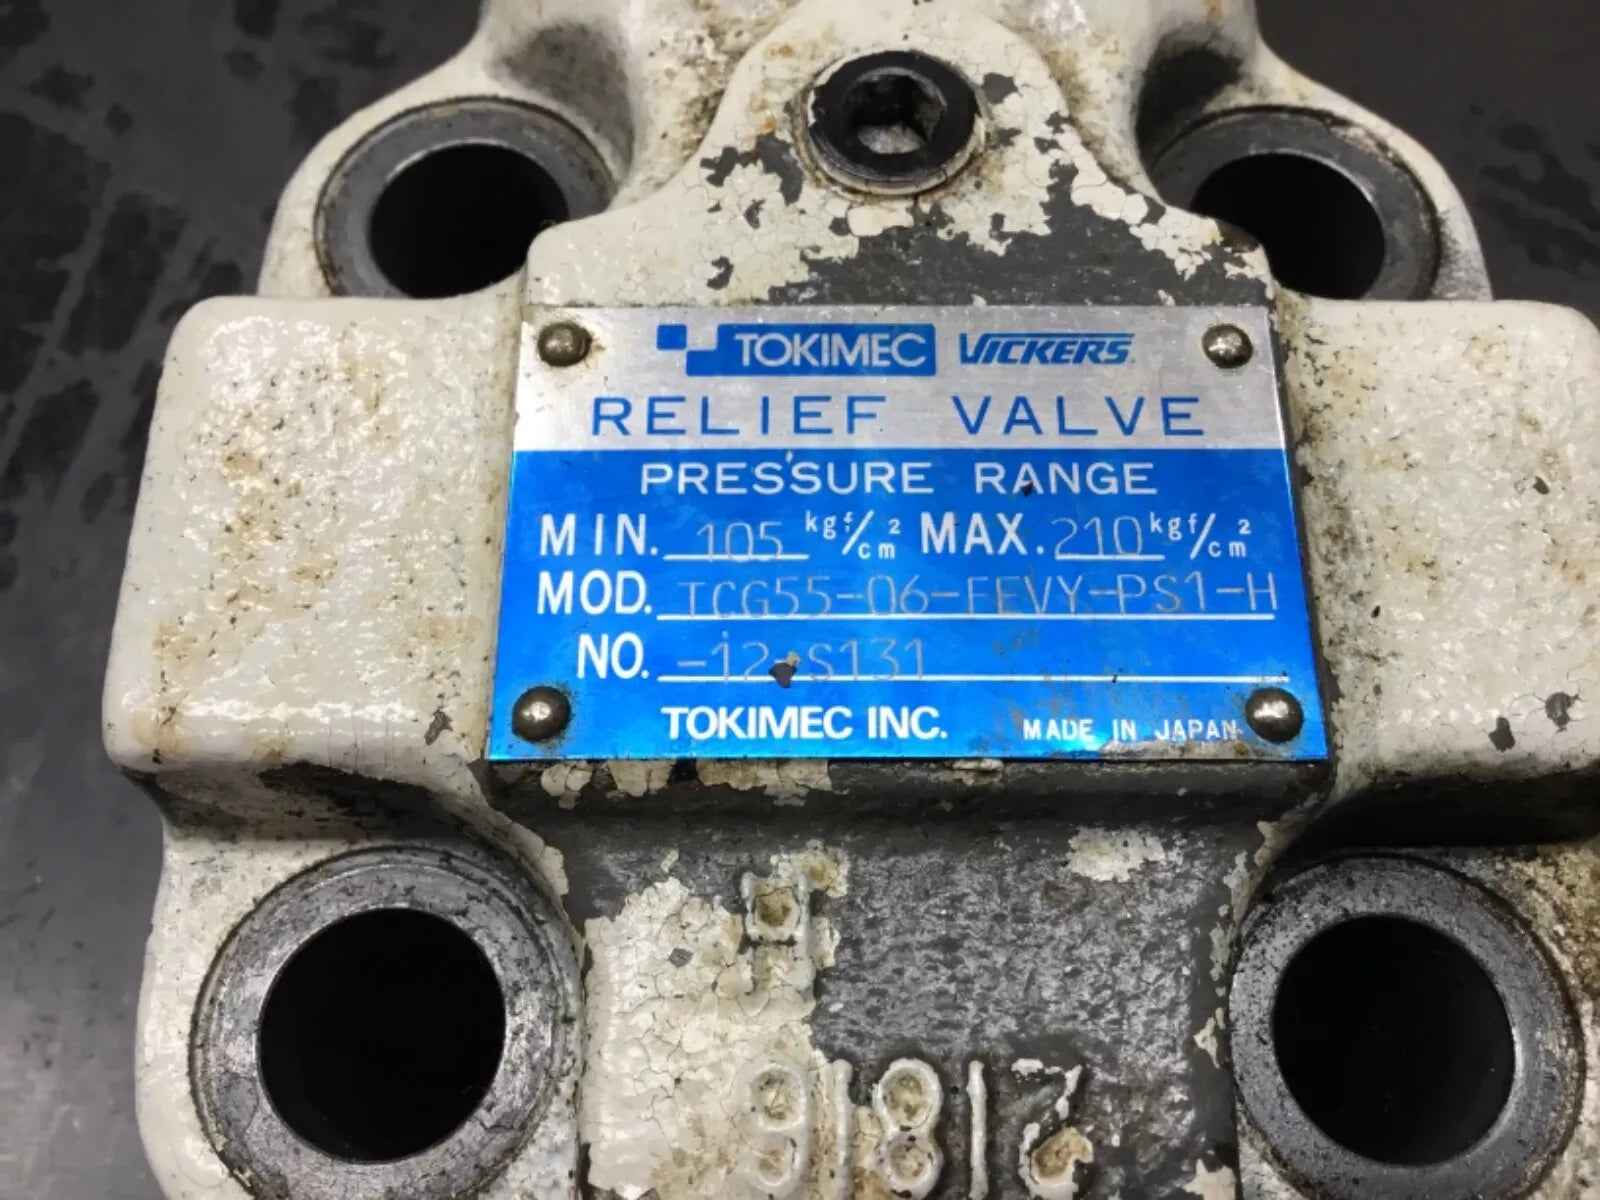 TOKIMEC VICKERS
RELIEF VALVE
PRESSURE RANGE
MIN. 105 kgf/cm² MAX. 210 kgf/cm²
MOD. TCG55-06-FEVY-PS1-H
NO. -12-S131
TOKIMEC INC. MADE IN JAPAN